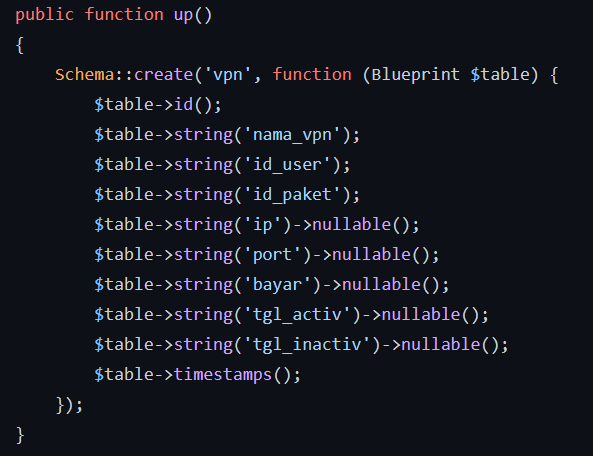 public function up()
{
    Schema::create('vpn', function (Blueprint $table) {
        $table->id();
        $table->string('nama_vpn');
        $table->string('id_user');
        $table->string('id_paket');
        $table->string('ip')->nullable();
        $table->string('port')->nullable();
        $table->string('bayar')->nullable();
        $table->string('tgl_activ')->nullable();
        $table->string('tgl_inactiv')->nullable();
        $table->timestamps();
    });
}